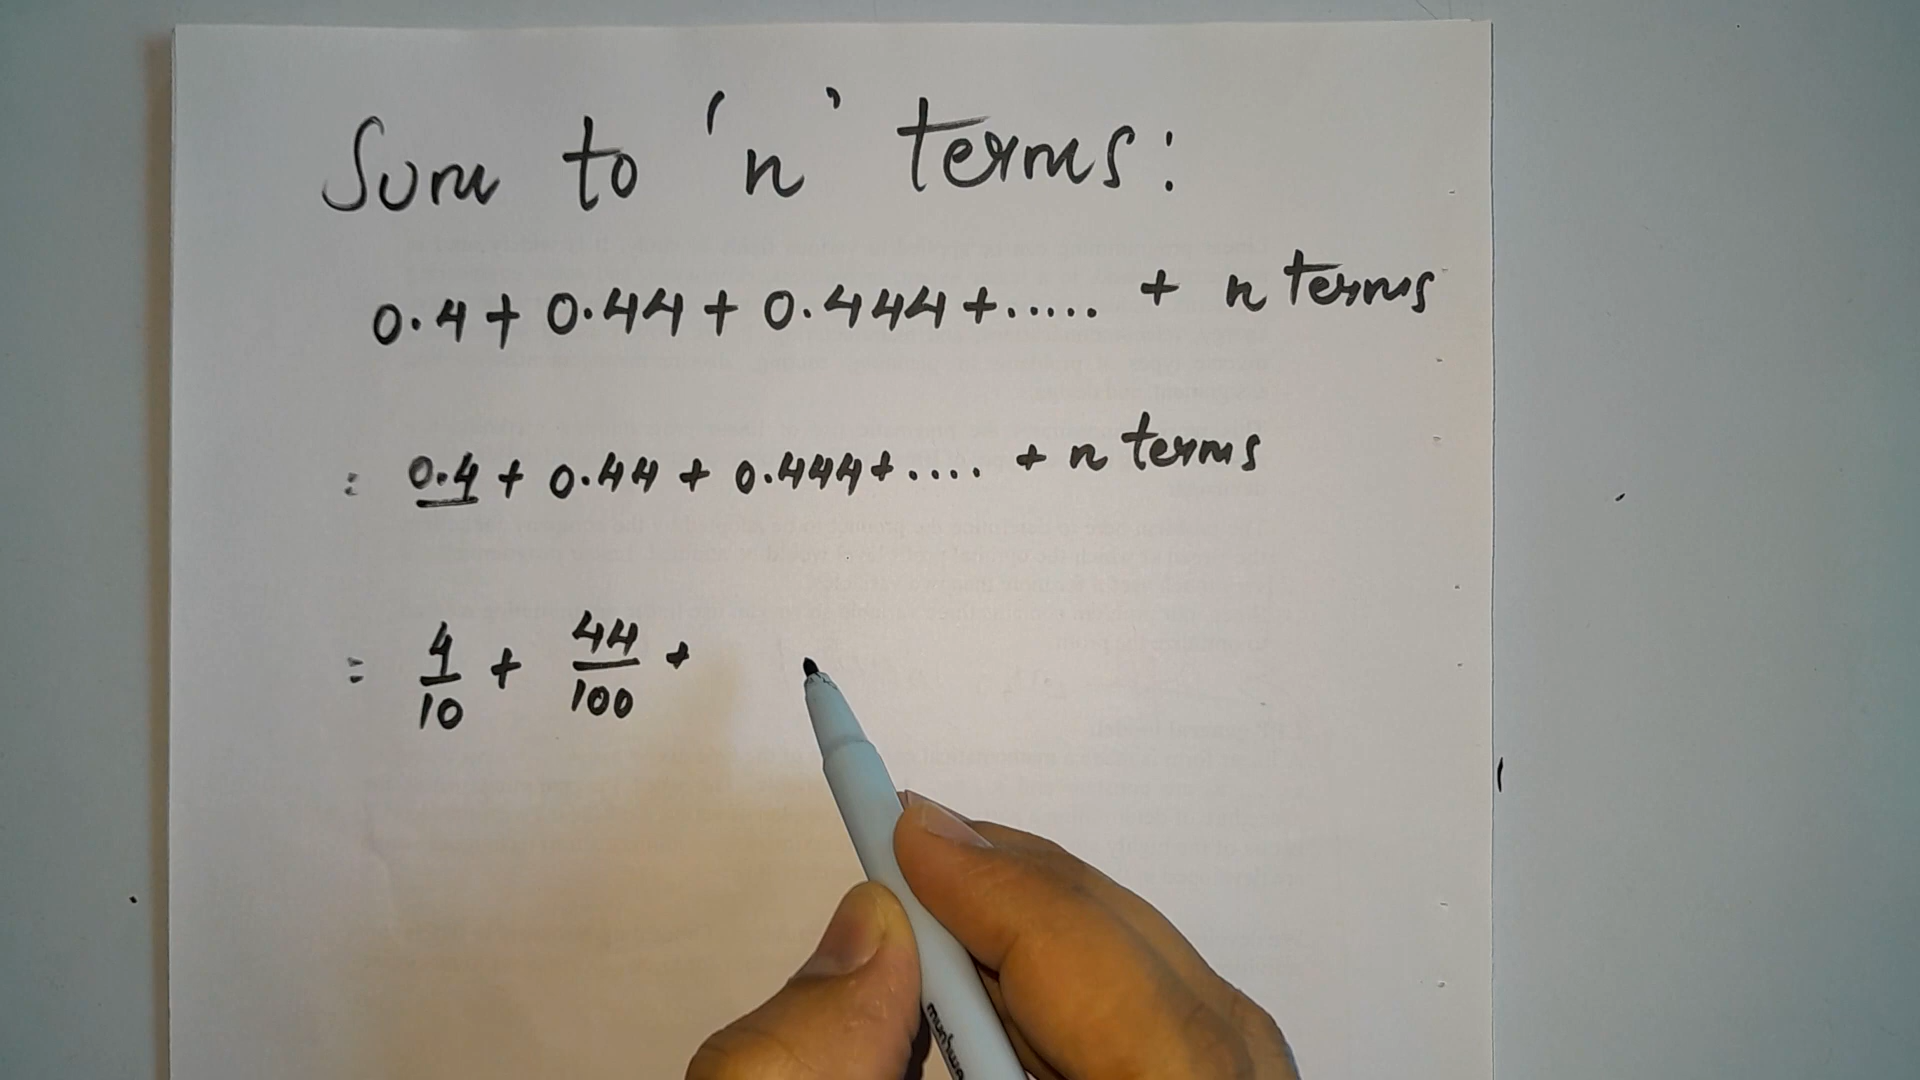 Sum to 'n' terms:
0.4 + 0.44 + 0.444 + ..... + n terms
= 0.4 + 0.44 + 0.444 + .... + n terms
= 4/10 + 44/100 +
munhwa